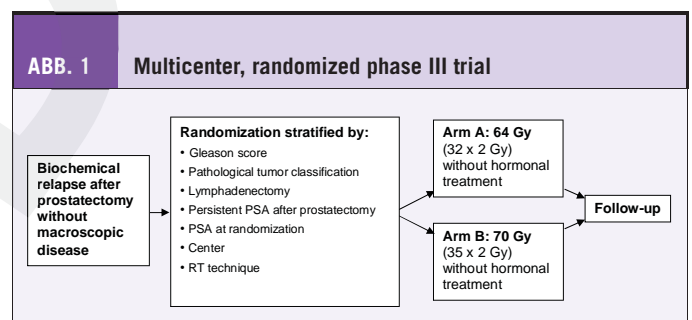 ABB. 1 Multicenter, randomized phase III trial
Biochemical
relapse after
prostatectomy
without
macroscopic
disease
Randomization stratified by:
• Gleason score
• Pathological tumor classification
• Lymphadenectomy
• Persistent PSA after prostatectomy
• PSA at randomization
• Center
• RT technique
Arm A: 64 Gy
(32 x 2 Gy)
without hormonal
treatment
Arm B: 70 Gy
(35 x 2 Gy)
without hormonal
treatment
Follow-up